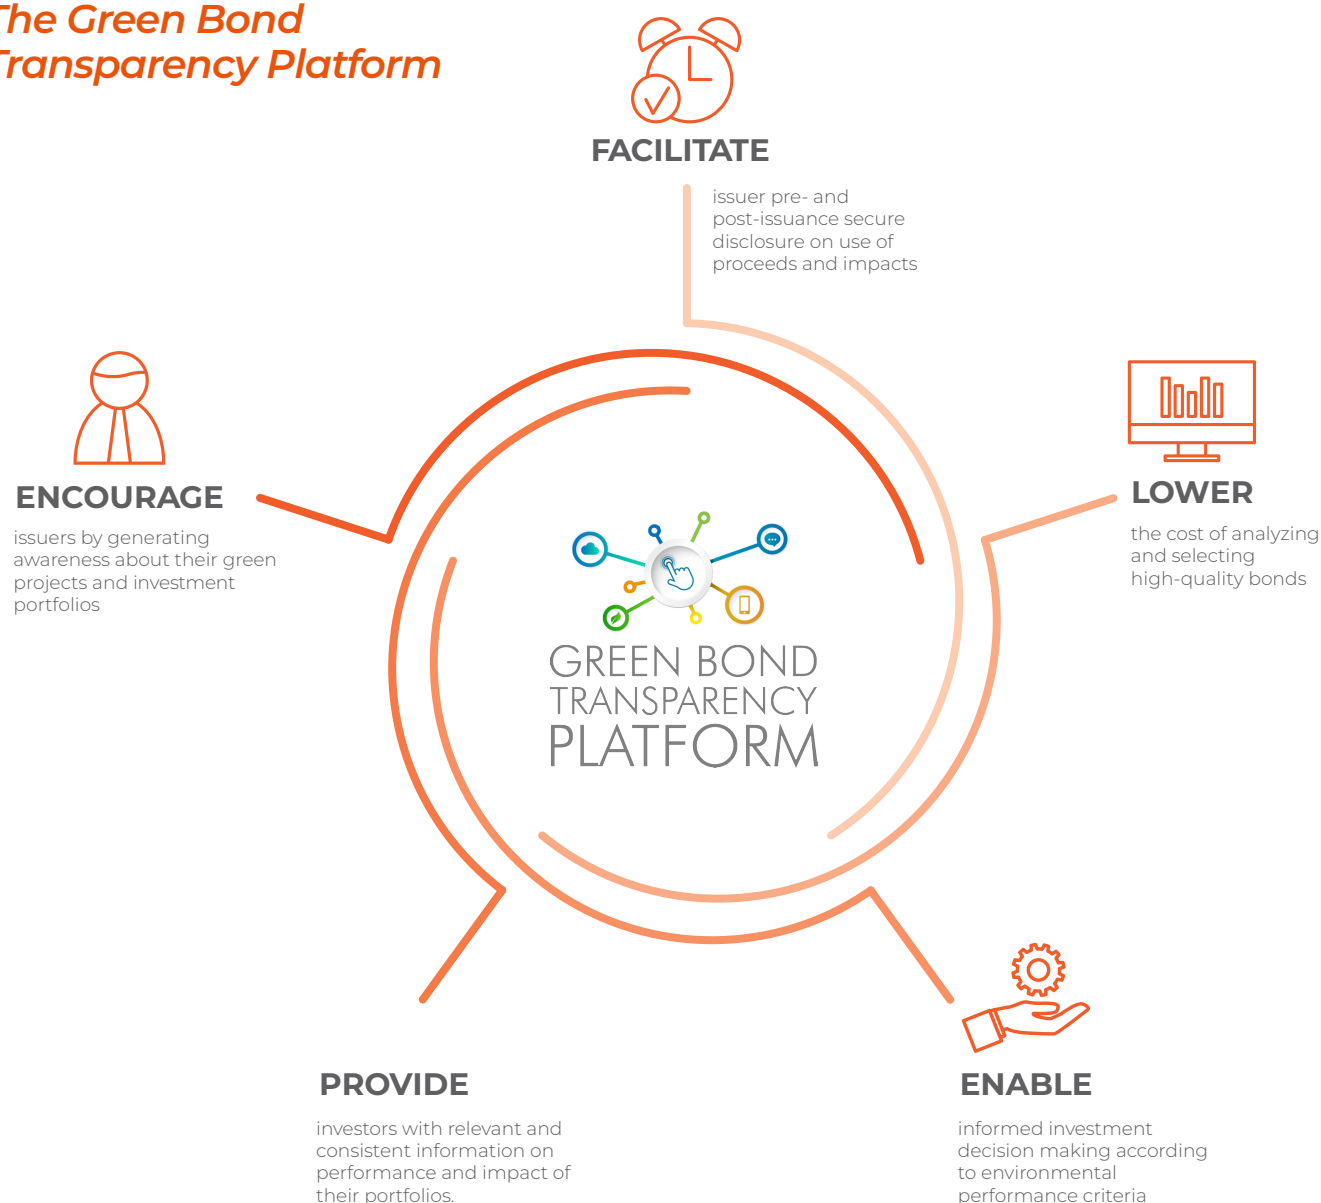 The Green Bond
Transparency Platform
FACILITATE
issuer pre- and
post-issuance secure
disclosure on use of
proceeds and impacts
LOWER
the cost of analyzing
and selecting
high-quality bonds
ENCOURAGE
issuers by generating
awareness about their green
projects and investment
portfolios
GREEN BOND
TRANSPARENCY
PLATFORM
PROVIDE
investors with relevant and
consistent information on
performance and impact of
their portfolios.
ENABLE
informed investment
decision making according
to environmental
performance criteria